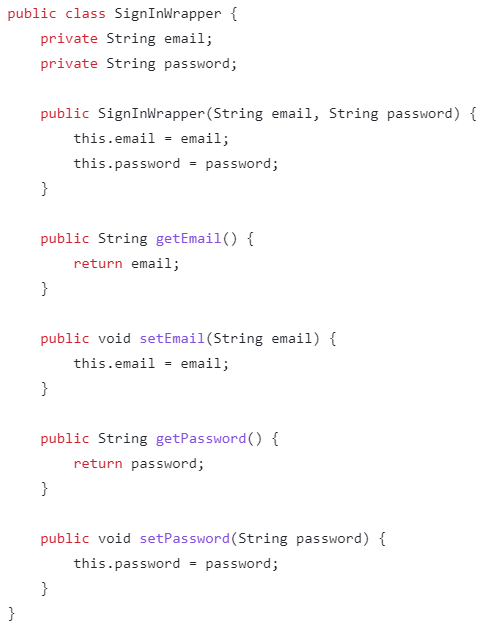 public class SignInWrapper {
    private String email;
    private String password;

    public SignInWrapper(String email, String password) {
        this.email = email;
        this.password = password;
    }

    public String getEmail() {
        return email;
    }

    public void setEmail(String email) {
        this.email = email;
    }

    public String getPassword() {
        return password;
    }

    public void setPassword(String password) {
        this.password = password;
    }
}